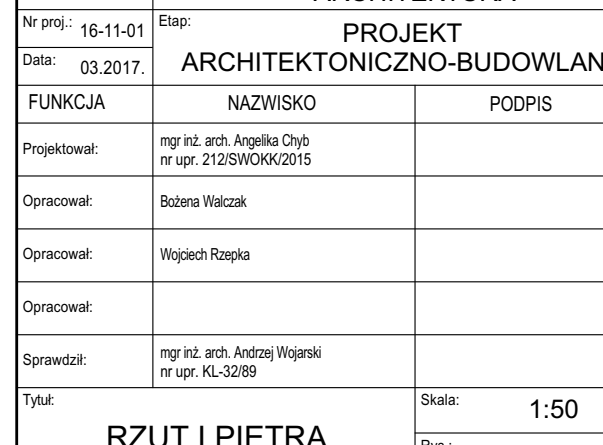 Nr proj.: 16-11-01 Etap: PROJEKT
Data: 03.2017. ARCHITEKTONICZNO-BUDOWLAN
FUNKCJA NAZWISKO PODPIS
Projektował: mgr inż. arch. Angelika Chyb
nr upr. 212/SWOKK/2015
Opracował: Bożena Walczak
Opracował: Wojciech Rzepka
Opracował:
Sprawdził: mgr inż. arch. Andrzej Wojarski
nr upr. KL-32/89
Tytuł: Skala: 1:50
RZUT I PIĘTRA